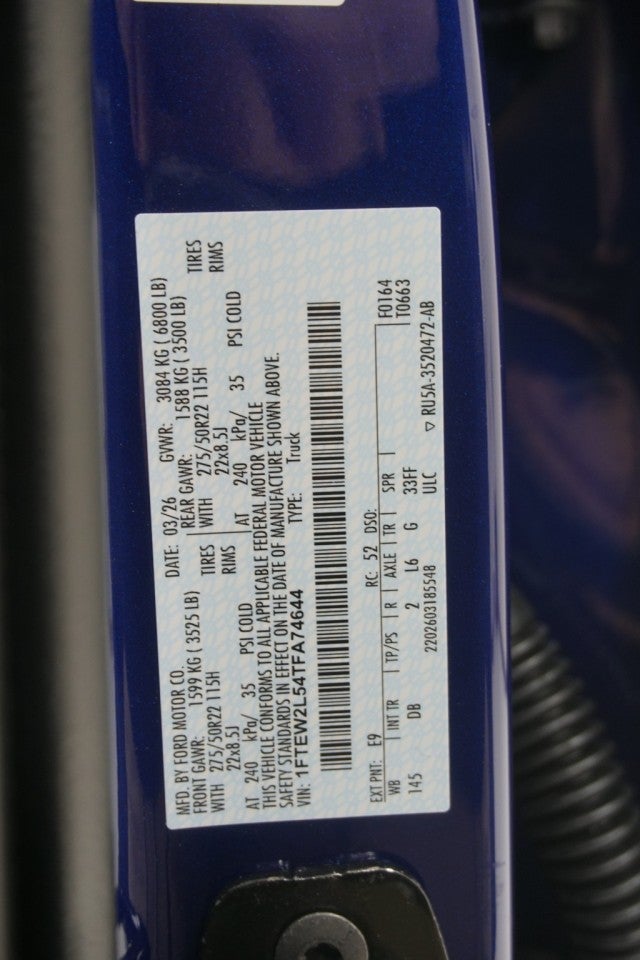 MFD. BY FORD MOTOR CO. DATE: 03/26 GVWR: 3084 KG ( 6800 LB)
FRONT GAWR: 1599 KG ( 3525 LB) REAR GAWR: 1588 KG ( 3500 LB)
WITH 275/50R22 115H TIRES WITH 275/50R22 115H TIRES
22x8.5J RIMS 22x8.5J RIMS
AT 240 kPa/ 35 PSI COLD AT 240 kPa/ 35 PSI COLD
THIS VEHICLE CONFORMS TO ALL APPLICABLE FEDERAL MOTOR VEHICLE
SAFETY STANDARDS IN EFFECT ON THE DATE OF MANUFACTURE SHOWN ABOVE.
VIN: 1FTEW2L54TFA74644 TYPE: Truck
F0164
T0663
EXT PNT: E9 RC: 52 DSO:
WB INT TR TP/PS R AXLE TR SPR
145 DB 2 L6 G 33FF
2202603185548 ULC ▽ RU5A-3520472-AB